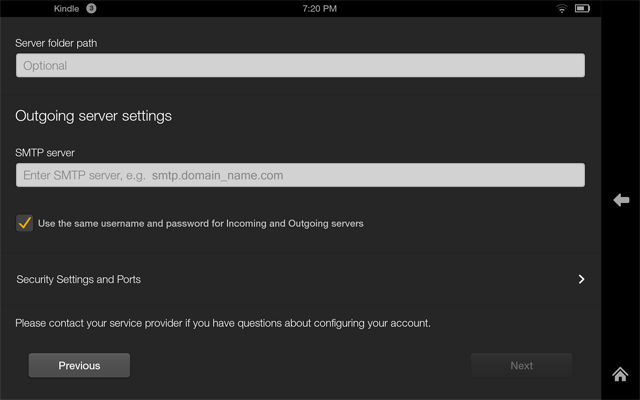 Kindle 3 7:20 PM
Server folder path
Optional
Outgoing server settings
SMTP server
Enter SMTP server, e.g. smtp.domain_name.com
Use the same username and password for Incoming and Outgoing servers
Security Settings and Ports
Please contact your service provider if you have questions about configuring your account.
Previous Next